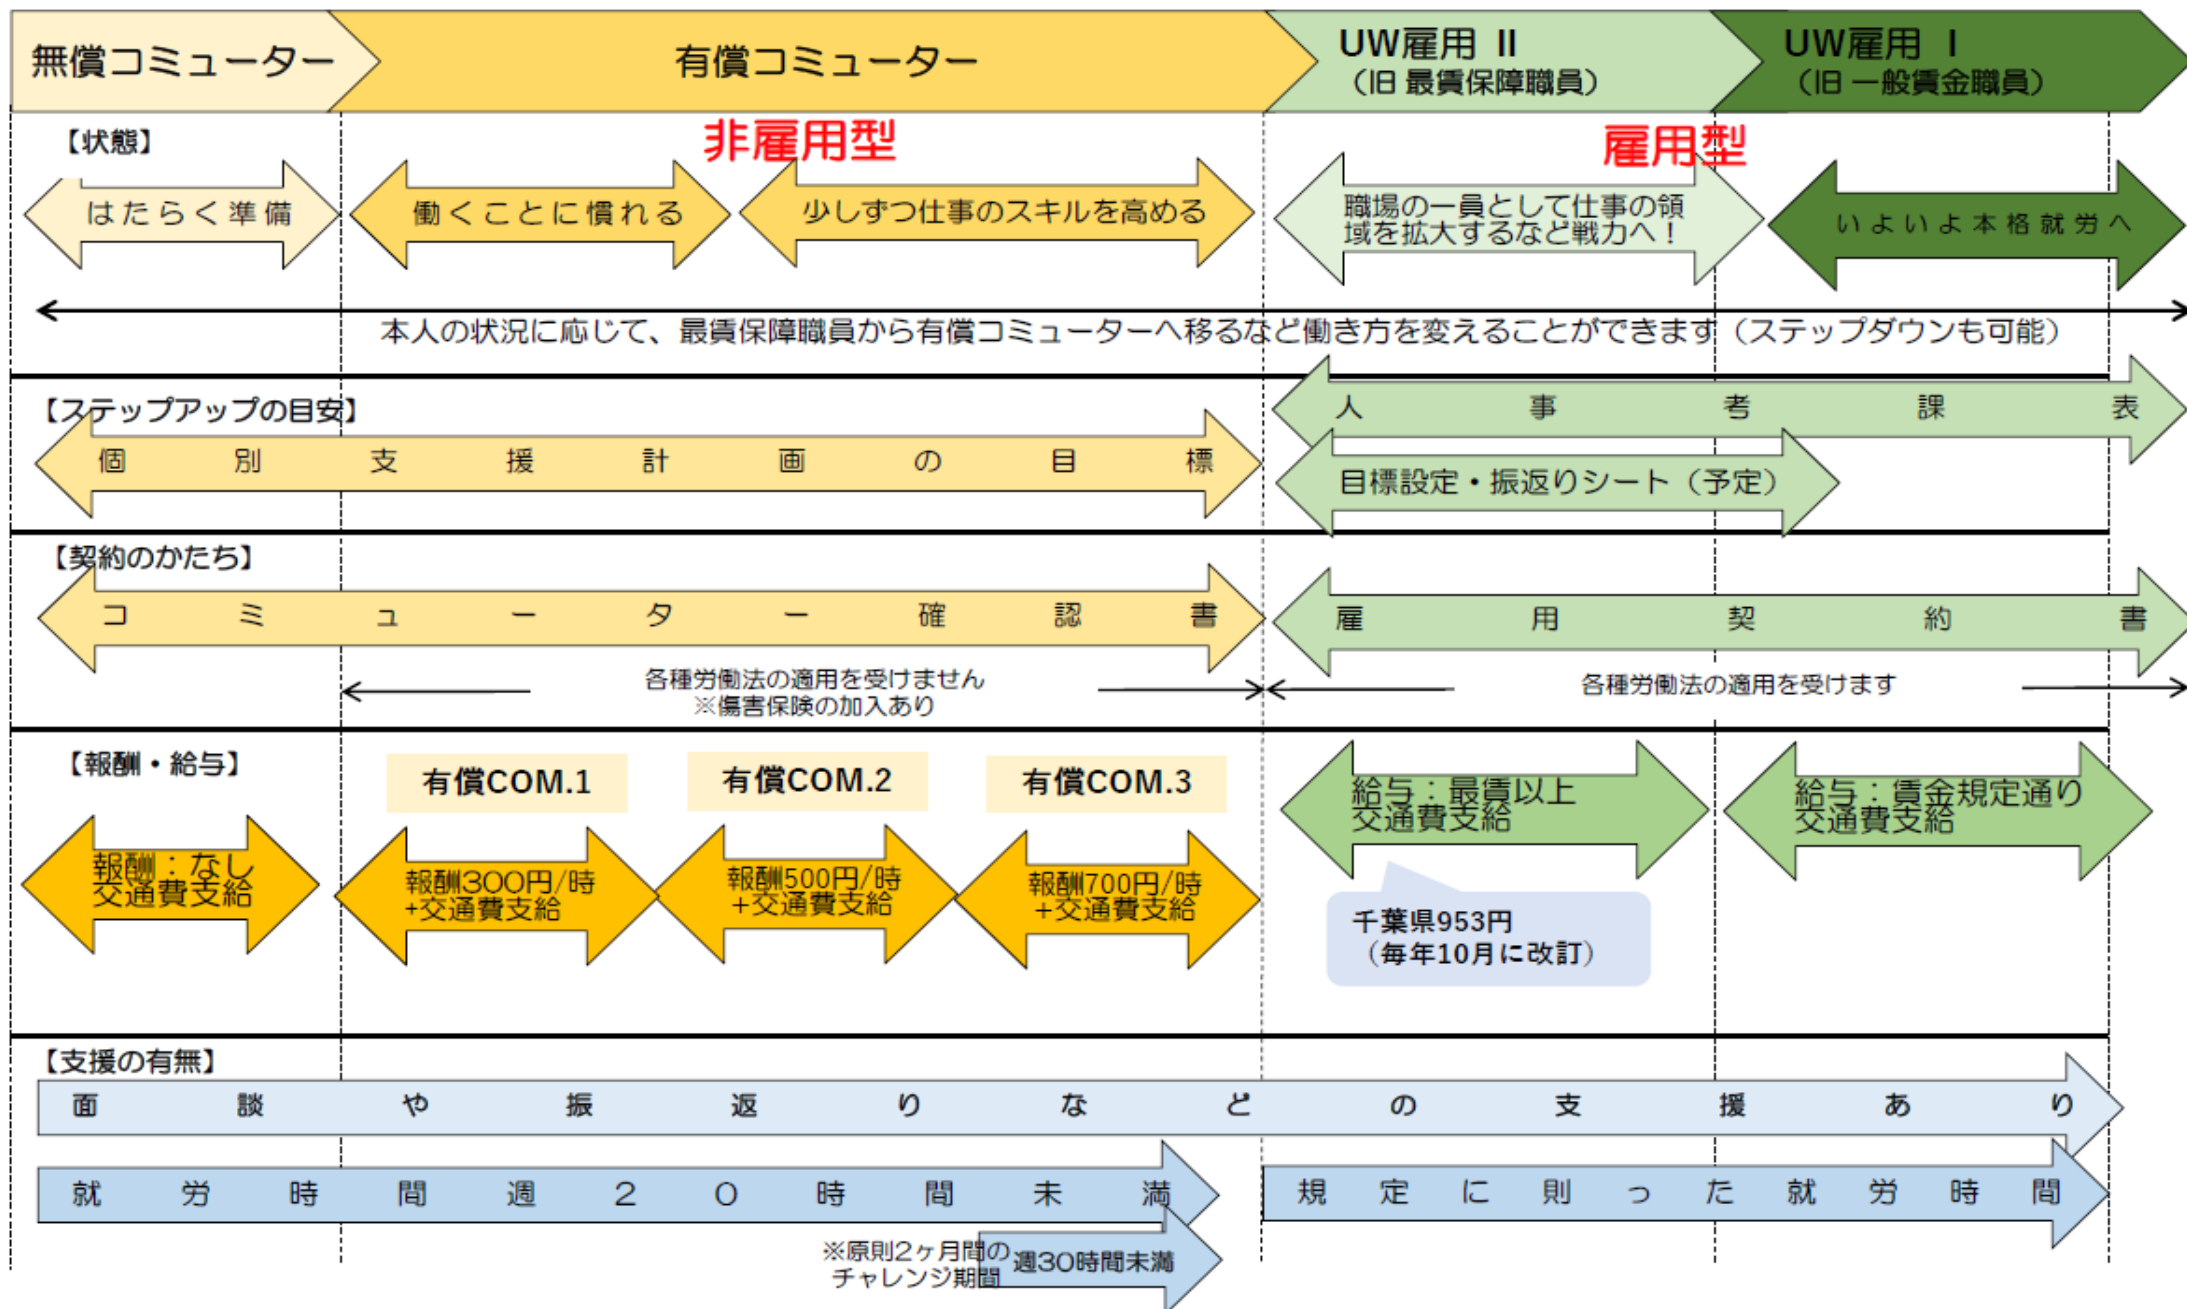 無償コミューター
有償コミューター
UW雇用 Ⅱ
（旧 最賃保障職員）
UW雇用 Ⅰ
（旧 一般賃金職員）
【状態】
非雇用型
雇用型
はたらく準備
働くことに慣れる
少しずつ仕事のスキルを高める
職場の一員として仕事の領
域を拡大するなど戦力へ！
いよいよ本格就労へ
本人の状況に応じて、最賃保障職員から有償コミューターへ移るなど働き方を変えることができます（ステップダウンも可能）
【ステップアップの目安】
個別支援計画の目標
人事考課表
目標設定・振返りシート（予定）
【契約のかたち】
コミューター確認書
雇用契約書
各種労働法の適用を受けません
※傷害保険の加入あり
各種労働法の適用を受けます
【報酬・給与】
有償COM.1
有償COM.2
有償COM.3
報酬：なし
交通費支給
報酬300円/時
+交通費支給
報酬500円/時
+交通費支給
報酬700円/時
+交通費支給
給与：最賃以上
交通費支給
給与：賃金規定通り
交通費支給
千葉県953円
（毎年10月に改訂）
【支援の有無】
面談や振返りなどの支援あり
就労時間週２０時間未満
規定に則った就労時間
※原則2ヶ月間の
チャレンジ期間
週30時間未満